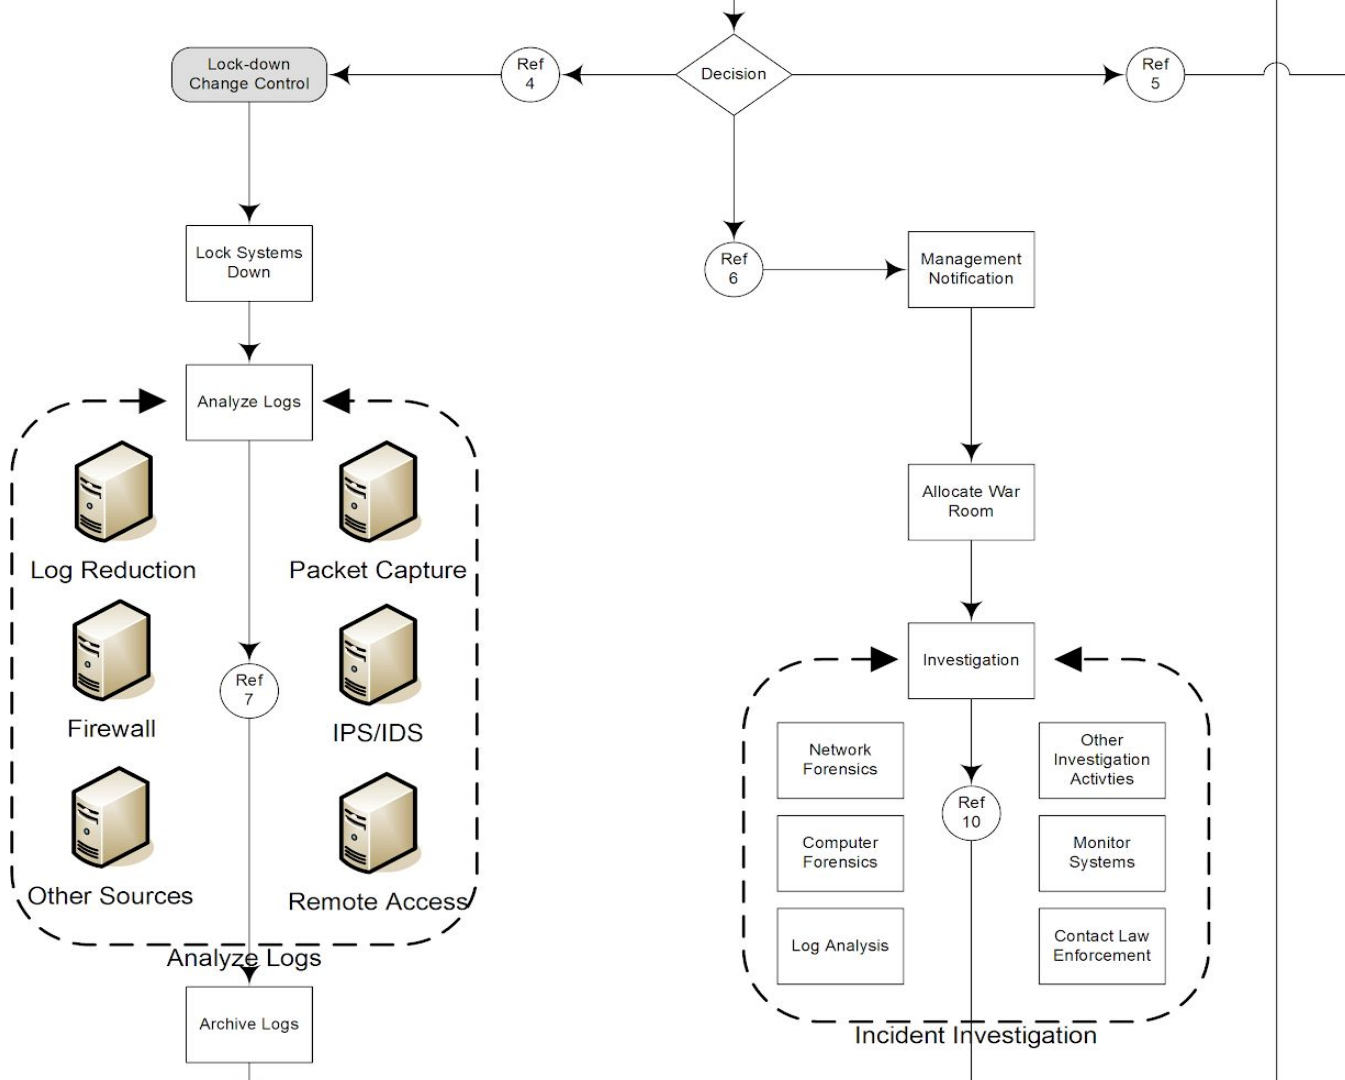 Lock-down
Change Control
Ref
4
Decision
Ref
5
Lock Systems
Down
Ref
6
Management
Notification
Analyze Logs
Log Reduction
Packet Capture
Firewall
IPS/IDS
Other Sources
Remote Access
Ref
7
Analyze Logs
Archive Logs
Allocate War
Room
Investigation
Network
Forensics
Other
Investigation
Activties
Ref
10
Computer
Forensics
Monitor
Systems
Log Analysis
Contact Law
Enforcement
Incident Investigation